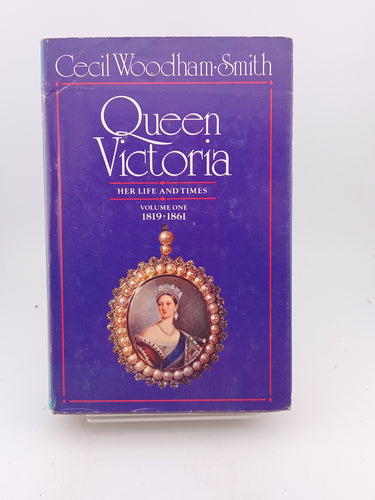 Cecil Woodham-Smith
Queen
Victoria
HER LIFE AND TIMES
VOLUME ONE
1819·1861